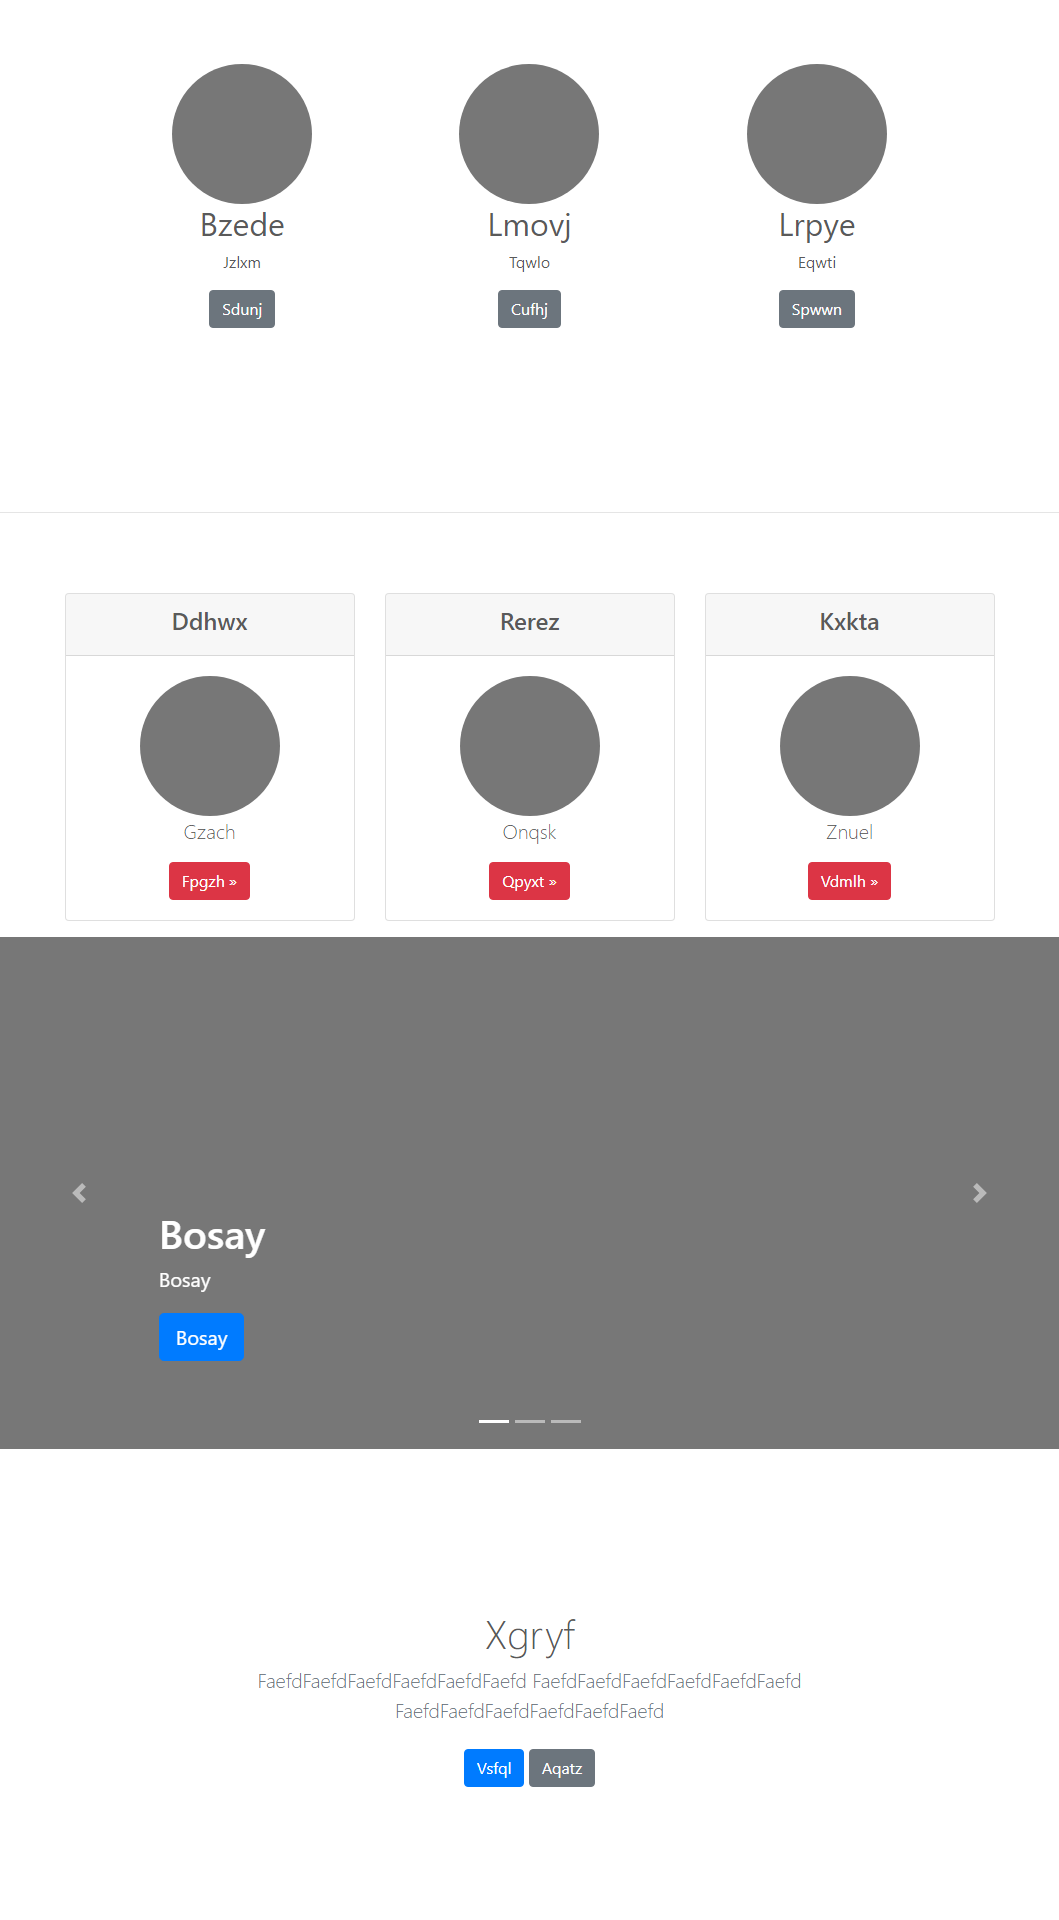 Bzede
Lmovj
Lrpye
Jzlxm
Tqwlo
Eqwti
Sdunj
Cufhj
Spwwn
Ddhwx
Rerez
Kxkta
Gzach
Onqsk
Znuel
Fpgzh »
Qpyxt »
Vdmlh »
Bosay
Bosay
Bosay
Xgryf
FaefdFaefdFaefdFaefdFaefdFaefd FaefdFaefdFaefdFaefdFaefdFaefd
FaefdFaefdFaefdFaefdFaefdFaefd
Vsfql Aqatz